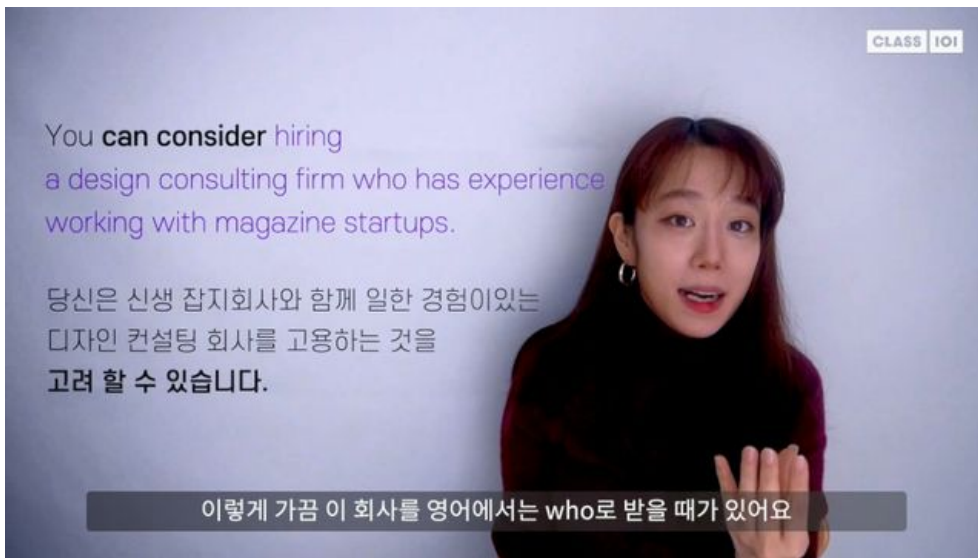 CLASS 101
You can consider hiring
a design consulting firm who has experience
working with magazine startups.
당신은 신생 잡지회사와 함께 일한 경험이있는
디자인 컨설팅 회사를 고용하는 것을
고려 할 수 있습니다.
이렇게 가끔 이 회사를 영어에서는 who로 받을 때가 있어요